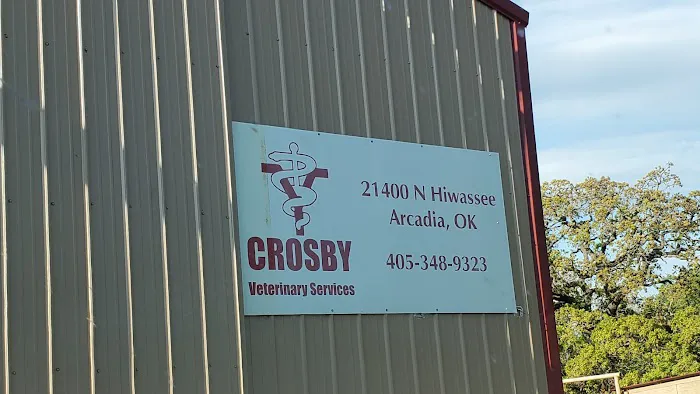 21400 N Hiwassee
Arcadia, OK
CROSBY
405-348-9323
Veterinary Services